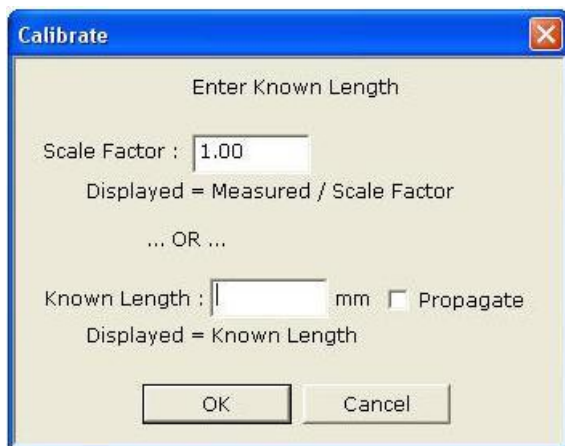 Calibrate
Enter Known Length
Scale Factor : 1.00
Displayed = Measured / Scale Factor
... OR ...
Known Length : mm Propagate
Displayed = Known Length
OK Cancel